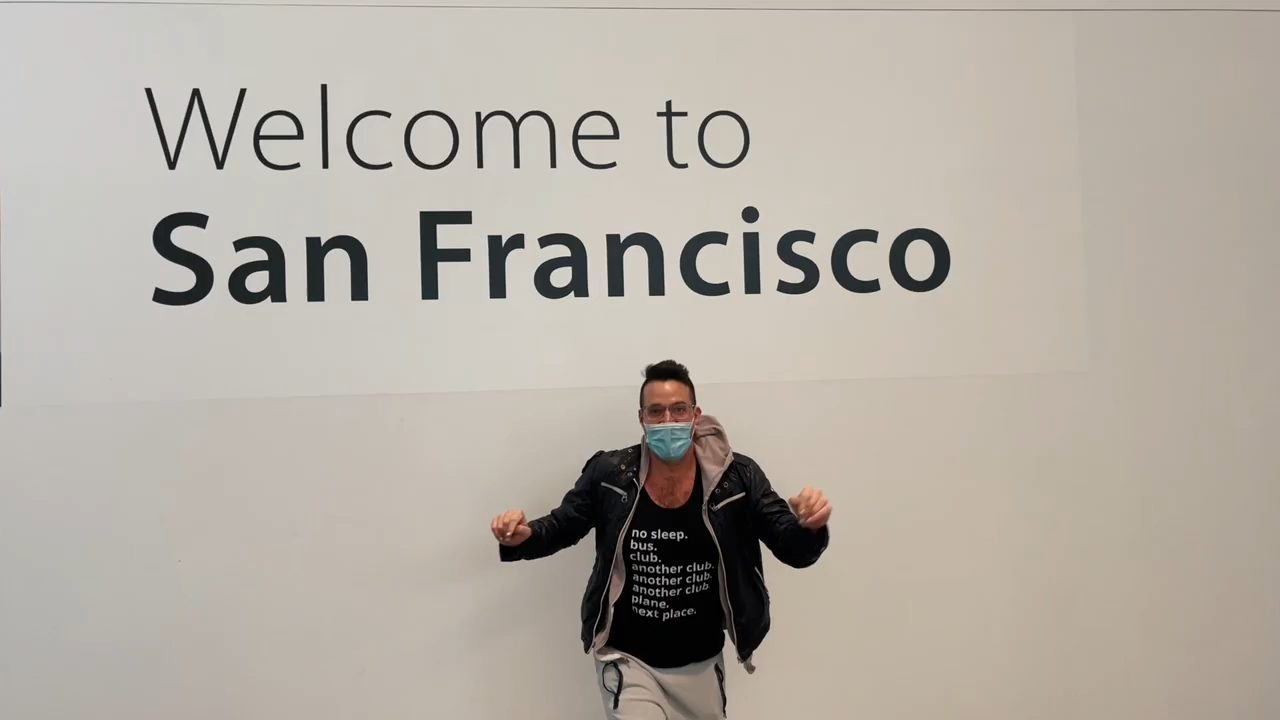 Welcome to
San Francisco
no sleep.
bus.
club.
another club.
another club.
another club.
plane.
next place.